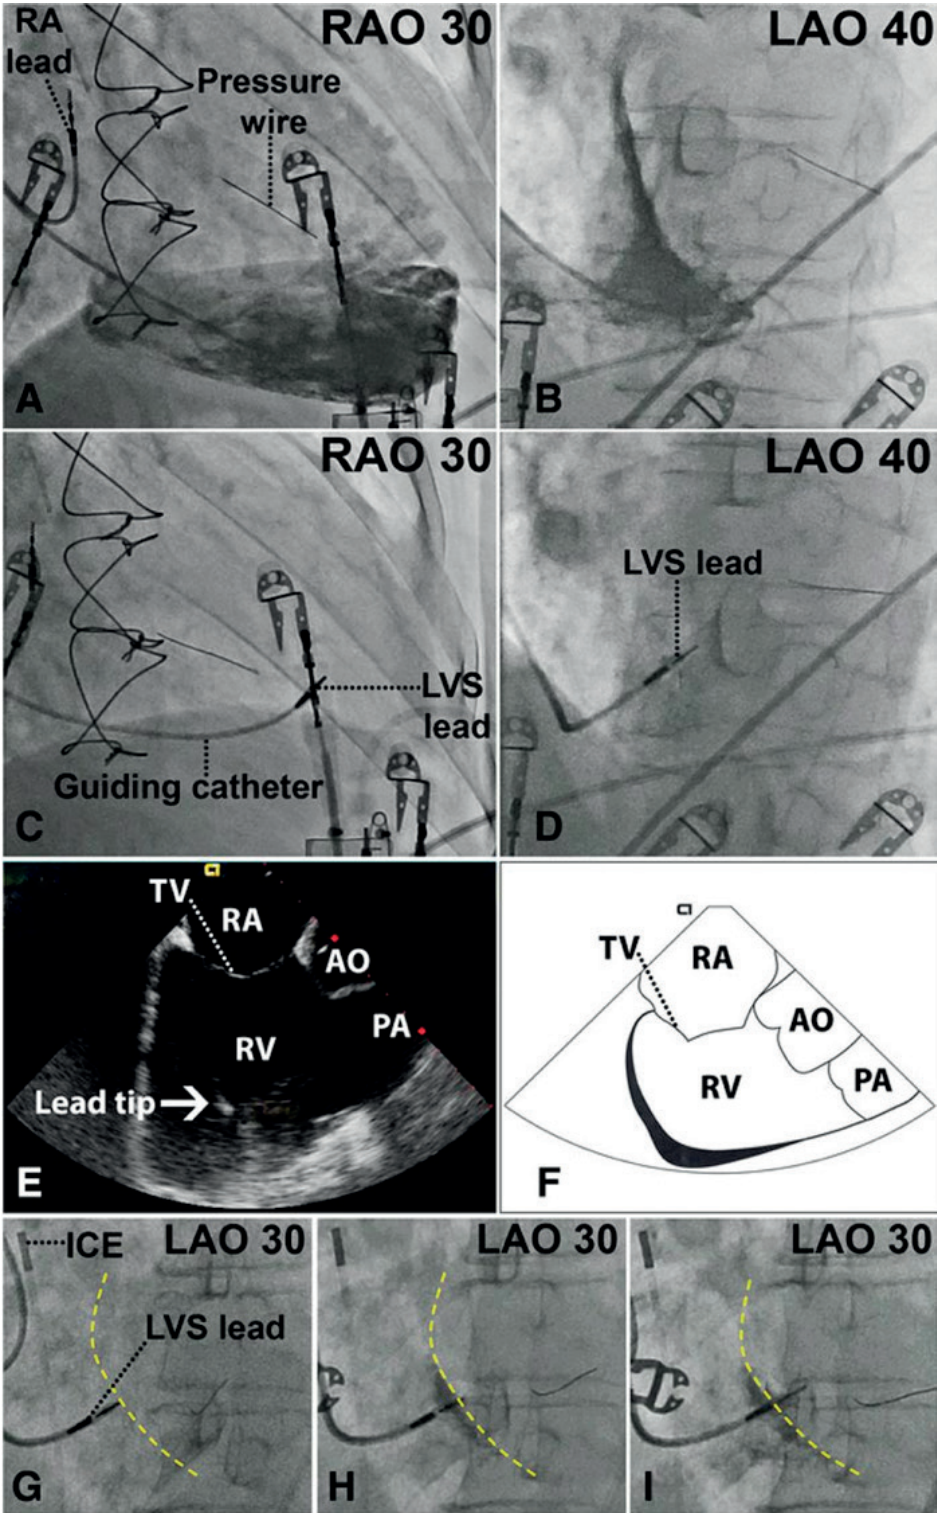 RA
lead
RAO 30
Pressure
wire
A
LAO 40
B
RAO 30
LVS
lead
Guiding catheter
C
LAO 40
LVS lead
D
TV
RA
AO
PA
RV
Lead tip
E
TV
RA
AO
PA
RV
F
ICE
LAO 30
LVS lead
G
LAO 30
H
LAO 30
I